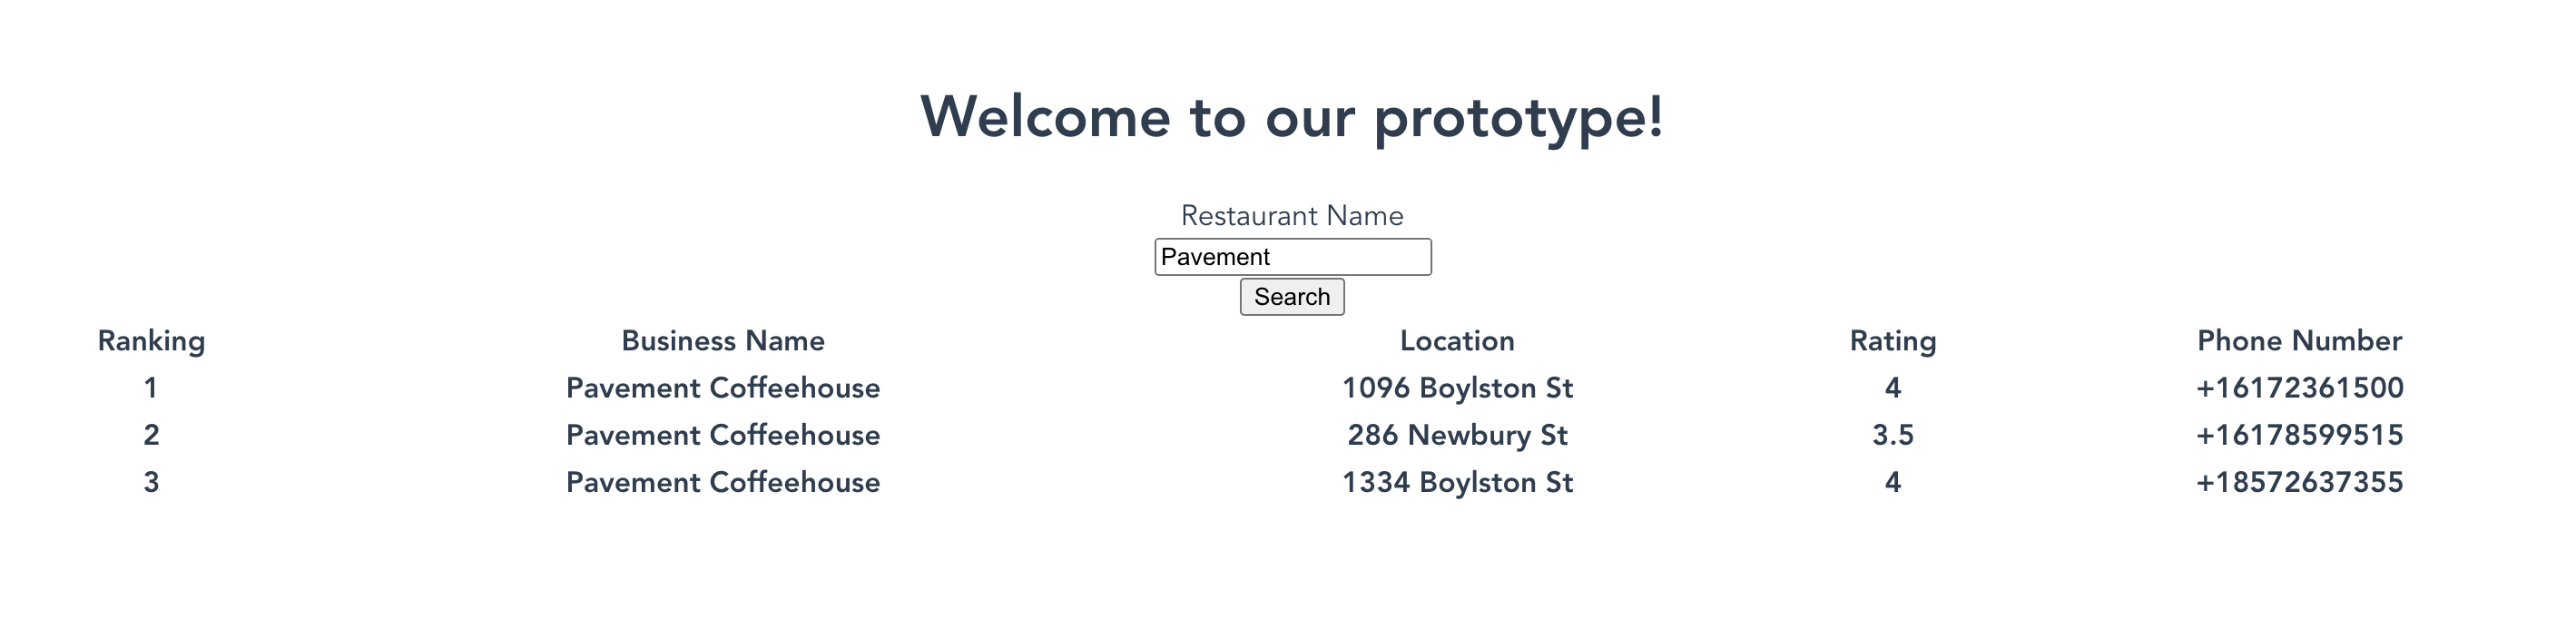 Welcome to our prototype!
Restaurant Name
Pavement
Search
Ranking Business Name Location Rating Phone Number
1 Pavement Coffeehouse 1096 Boylston St 4 +16172361500
2 Pavement Coffeehouse 286 Newbury St 3.5 +16178599515
3 Pavement Coffeehouse 1334 Boylston St 4 +18572637355